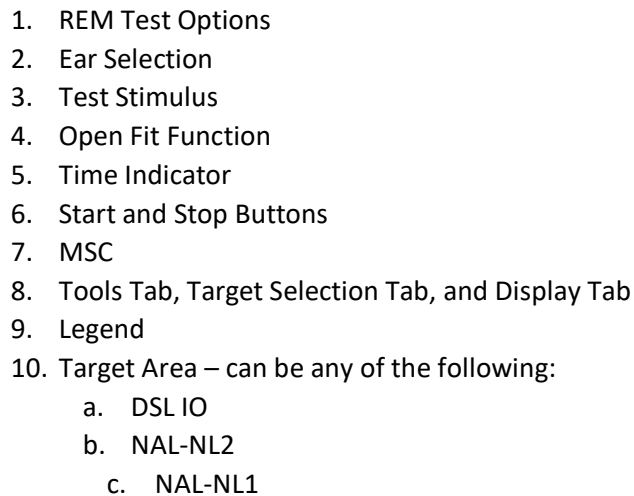 1. REM Test Options
2. Ear Selection
3. Test Stimulus
4. Open Fit Function
5. Time Indicator
6. Start and Stop Buttons
7. MSC
8. Tools Tab, Target Selection Tab, and Display Tab
9. Legend
10. Target Area – can be any of the following:
a. DSL IO
b. NAL-NL2
c. NAL-NL1